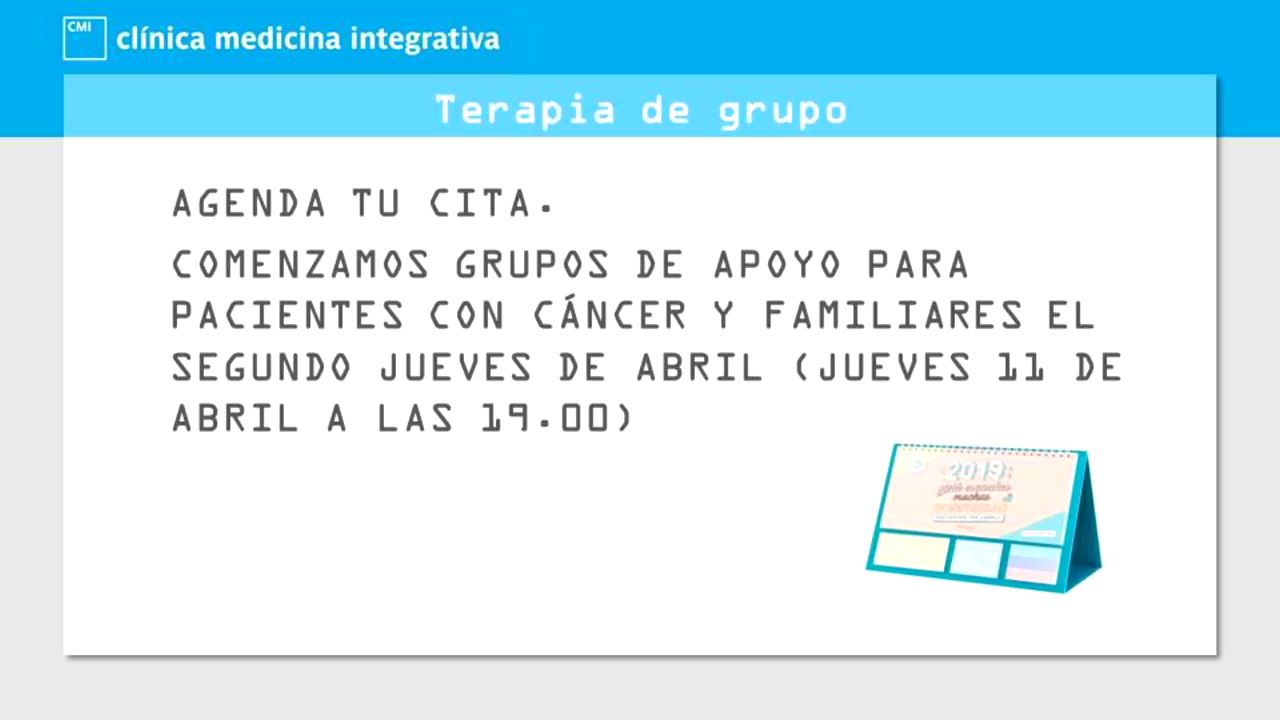 CMI
clínica medicina integrativa
Terapia de grupo
AGENDA TU CITA.
COMENZAMOS GRUPOS DE APOYO PARA
PACIENTES CON CÁNCER Y FAMILIARES EL
SEGUNDO JUEVES DE ABRIL (JUEVES 11 DE
ABRIL A LAS 19.00)
2019